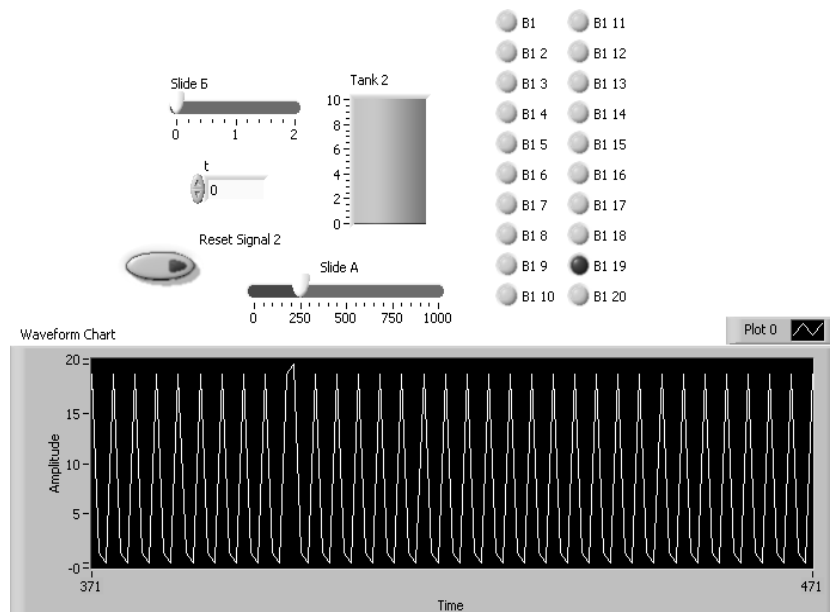 B1
B1 11
B1 2
B1 12
B1 3
B1 13
B1 4
B1 14
B1 5
B1 15
B1 6
B1 16
B1 7
B1 17
B1 8
B1 18
B1 9
B1 19
B1 10
B1 20
Slide Б
0 1 2
Tank 2
10
8
6
4
2
0
t
0
Reset Signal 2
Slide A
0 250 500 750 1000
Waveform Chart
Plot 0
Amplitude
20
15
10
5
-0
371 471
Time